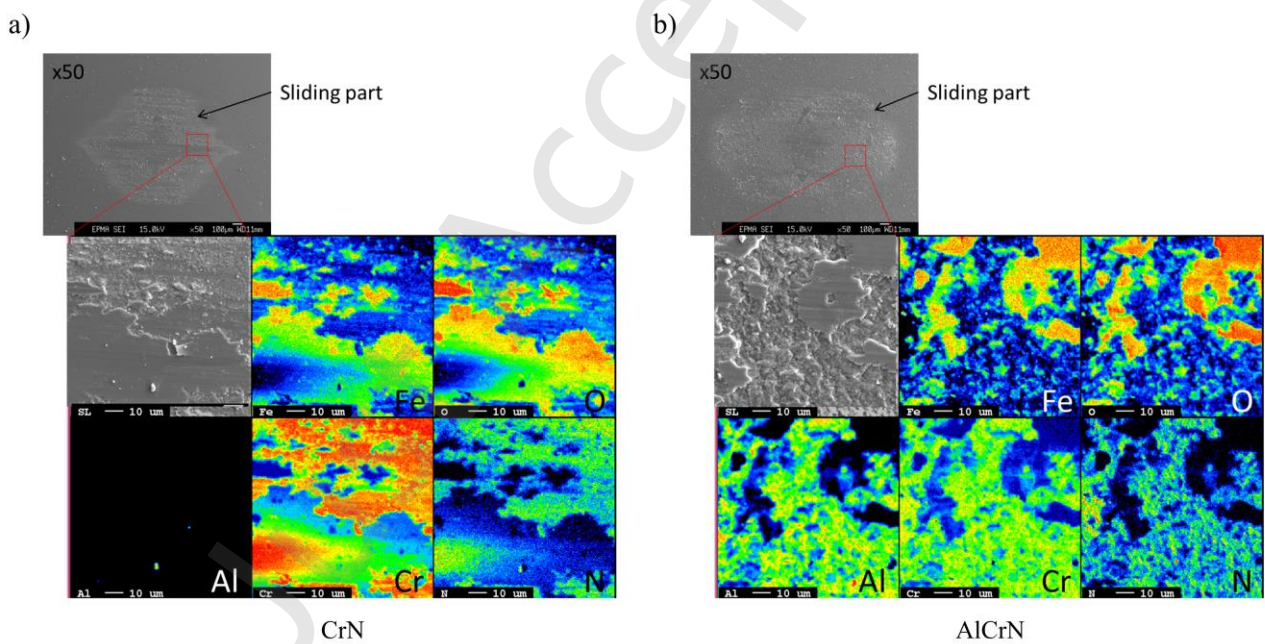 a)
b)
x50
Sliding part
x50
Sliding part
EPMA SEI 15.0kV x50 100μm WD11mm
EPMA SEI 15.0kV x50 100μm WD11mm
SL 10 um
Fe 10 um
Fe
O 10 um
O
SL 10 um
Fe 10 um
Fe
O 10 um
O
Al 10 um
Al
Cr 10 um
Cr
N 10 um
N
Al 10 um
Al
Cr 10 um
Cr
N 10 um
N
CrN
AlCrN
Acce